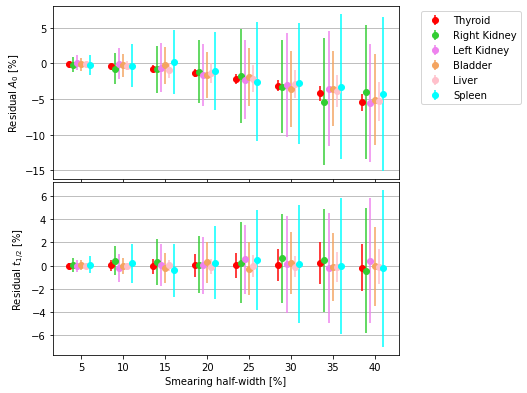 5
0
−5
−10
−15
Residual A0 [%]
Thyroid
Right Kidney
Left Kidney
Bladder
Liver
Spleen
6
4
2
0
−2
−4
−6
Residual t1/2 [%]
5 10 15 20 25 30 35 40
Smearing half-width [%]